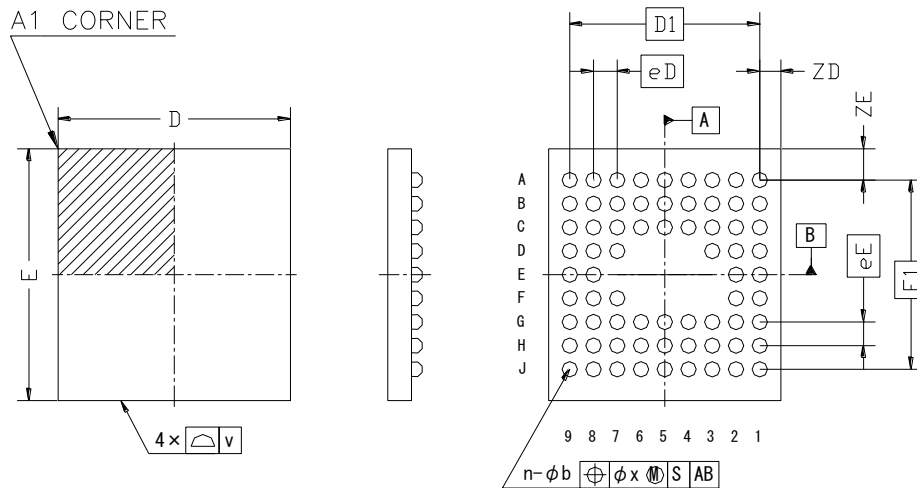 A1 CORNER
D
E
4× v
D1
eD
ZD
ZE
A
B
eE
E1
A
B
C
D
E
F
G
H
J
9 8 7 6 5 4 3 2 1
n-φb ⌖ φx Ⓜ S AB